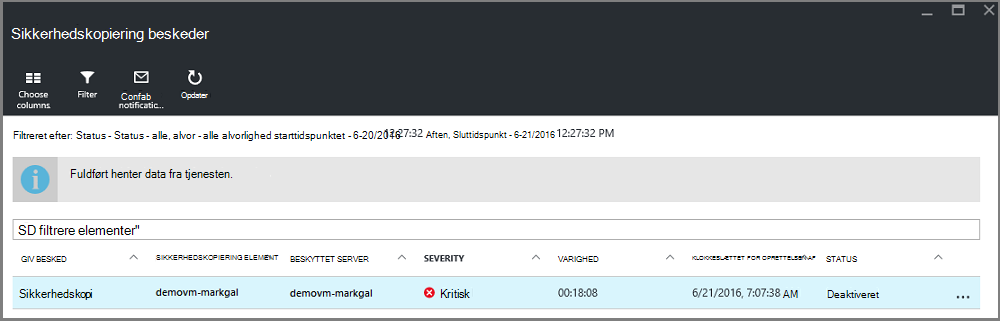 Sikkerhedskopiering beskeder
Choose columns
Filter
Confab notificatic...
Opdater
Filtreret efter: Status - Status - alle, alvor - alle alvorlighed starttidspunktet - 6-20/2016 12:27:32 Aften, Sluttidspunkt - 6-21/2016 12:27:32 PM
Fuldført henter data fra tjenesten.
SD filtrere elementer"
GIV BESKED SIKKERHEDSKOPIERING ELEMENT BESKYTTET SERVER SEVERITY VARIGHED KLOKKESLÆTTET FOR OPRETTELSEN AF STATUS
Sikkerhedskopi demovm-markgal demovm-markgal Kritisk 00:18:08 6/21/2016, 7:07:38 AM Deaktiveret ...